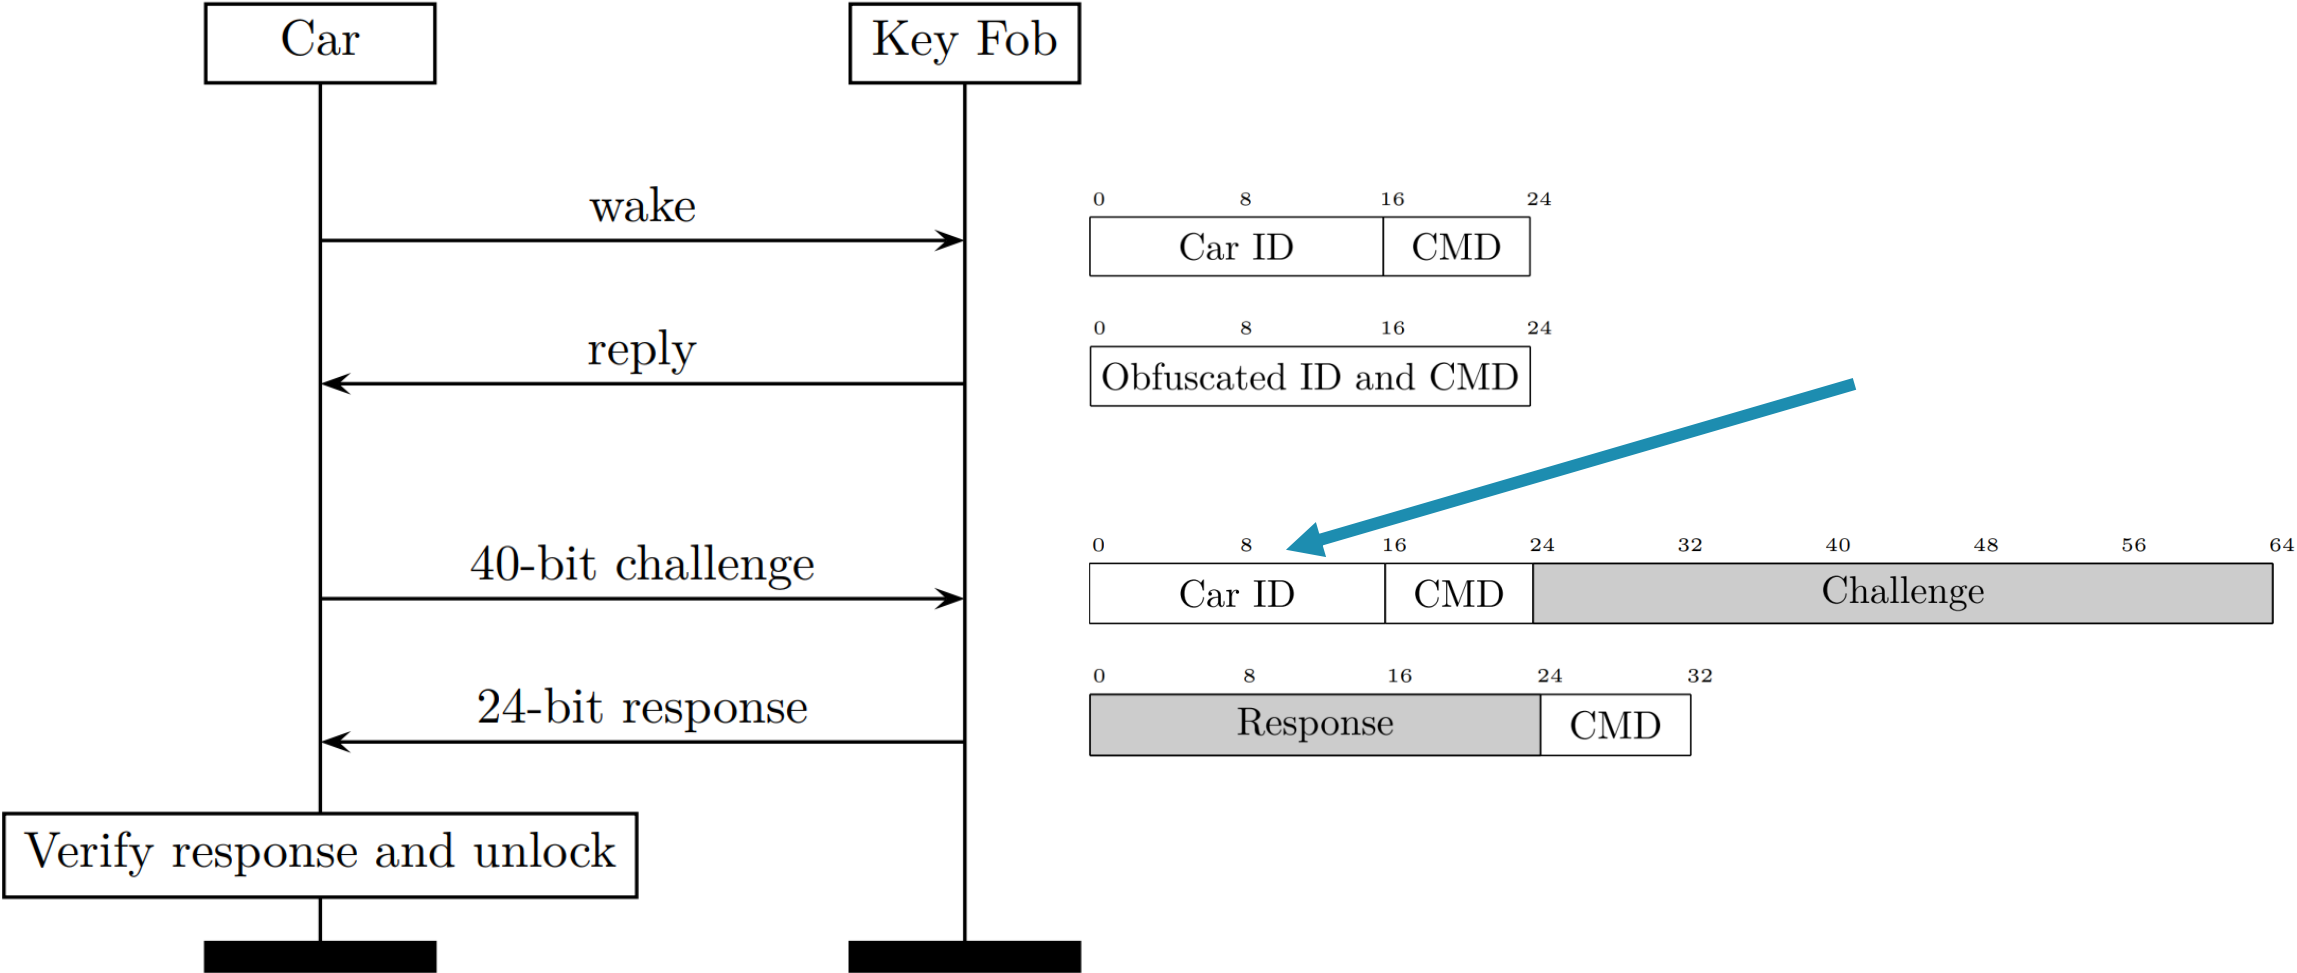 Car
Key Fob
wake
0 8 16 24
Car ID CMD
reply
0 8 16 24
Obfuscated ID and CMD
40-bit challenge
0 8 16 24 32 40 48 56 64
Car ID CMD Challenge
24-bit response
0 8 16 24 32
Response CMD
Verify response and unlock